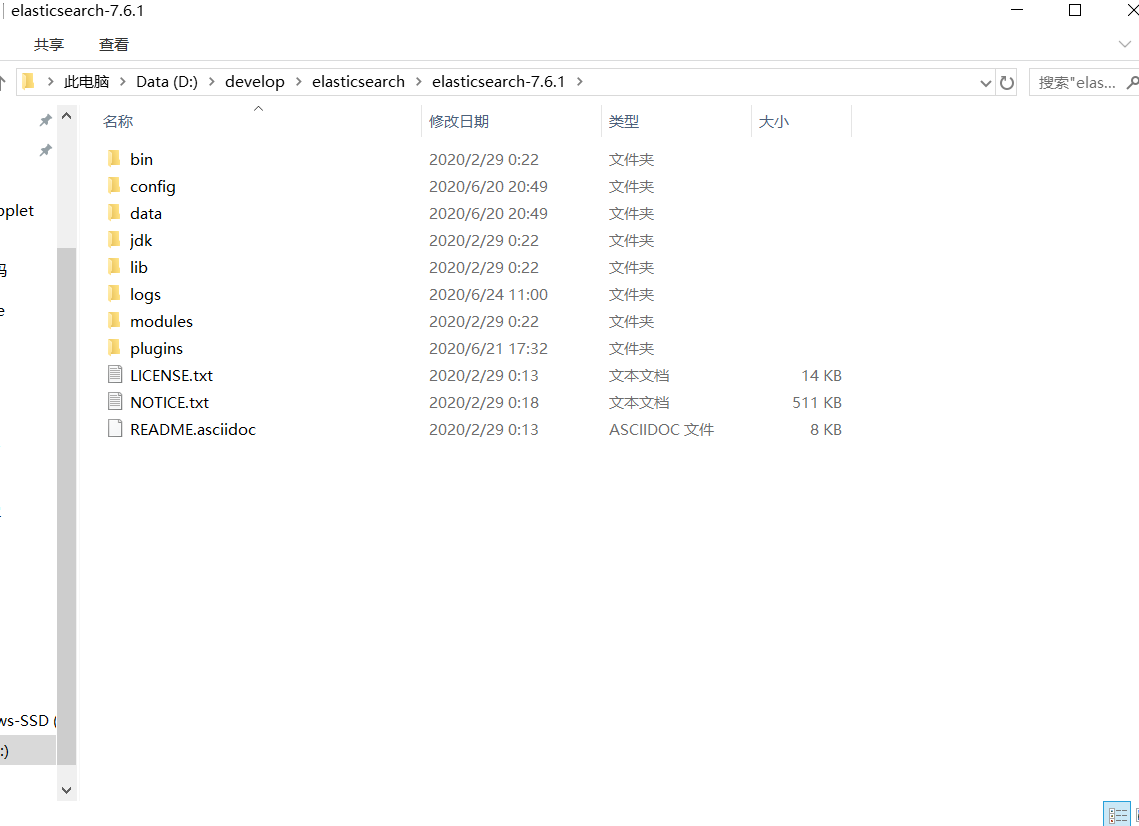 elasticsearch-7.6.1
共享 查看
此电脑 Data (D:) develop elasticsearch elasticsearch-7.6.1 搜索"elas...
名称 修改日期 类型 大小
bin 2020/2/29 0:22 文件夹
config 2020/6/20 20:49 文件夹
data 2020/6/20 20:49 文件夹
pplet
jdk 2020/2/29 0:22 文件夹
lib 2020/2/29 0:22 文件夹
码
logs 2020/6/24 11:00 文件夹
e
modules 2020/2/29 0:22 文件夹
plugins 2020/6/21 17:32 文件夹
LICENSE.txt 2020/2/29 0:13 文本文档 14 KB
NOTICE.txt 2020/2/29 0:18 文本文档 511 KB
README.asciidoc 2020/2/29 0:13 ASCIIDOC 文件 8 KB
ws-SSD (
:)